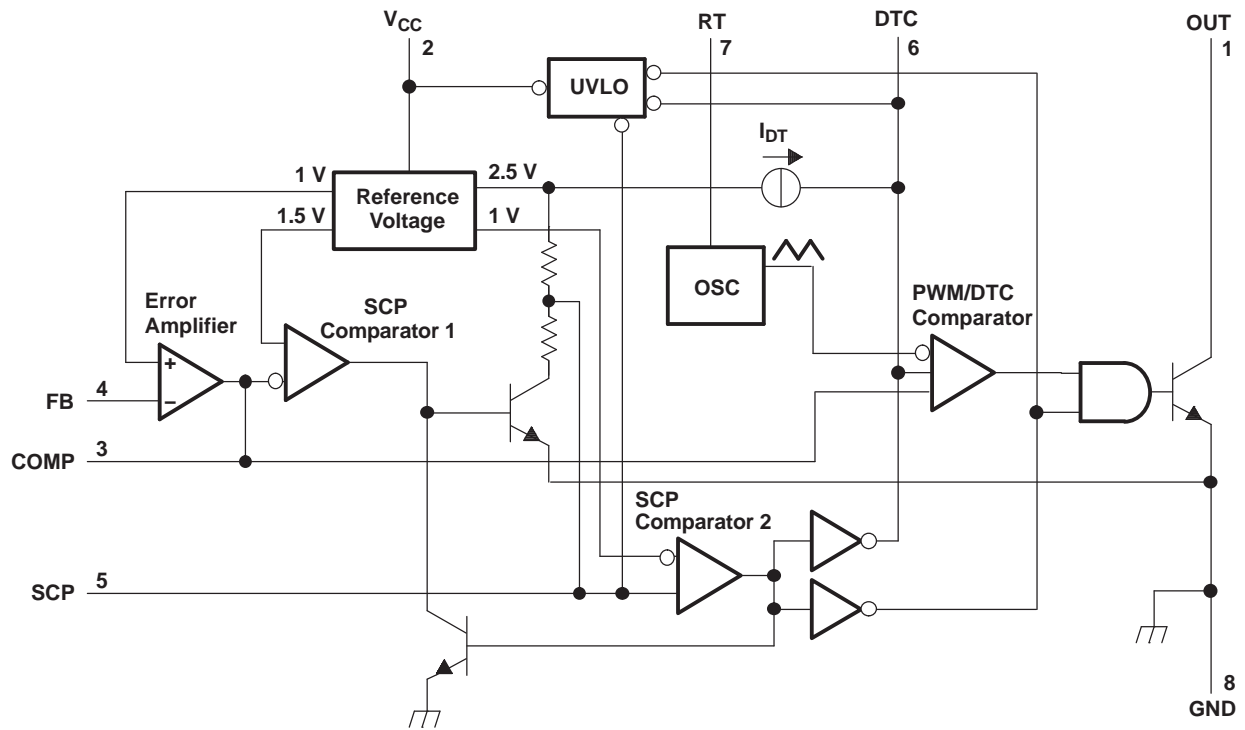 VCC
2
RT
7
DTC
6
OUT
1
UVLO
IDT
1 V
2.5 V
Reference
Voltage
1.5 V
1 V
OSC
Error
Amplifier
SCP
Comparator 1
PWM/DTC
Comparator
+
−
FB
4
COMP
3
SCP
Comparator 2
SCP
5
8
GND